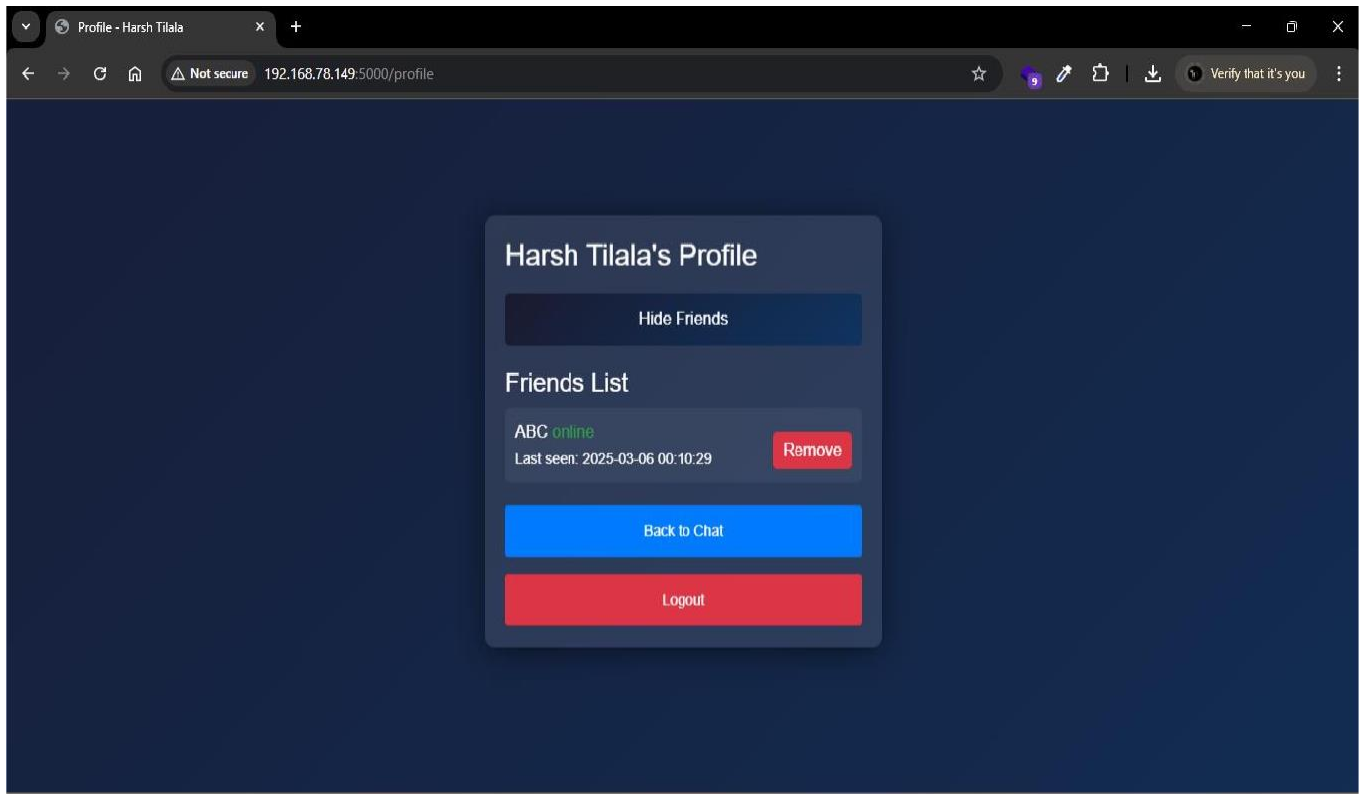 Profile - Harsh Tilala
Not secure 192.168.78.149:5000/profile
9
Verify that it's you
Harsh Tilala's Profile
Hide Friends
Friends List
ABC online
Last seen: 2025-03-06 00:10:29
Remove
Back to Chat
Logout